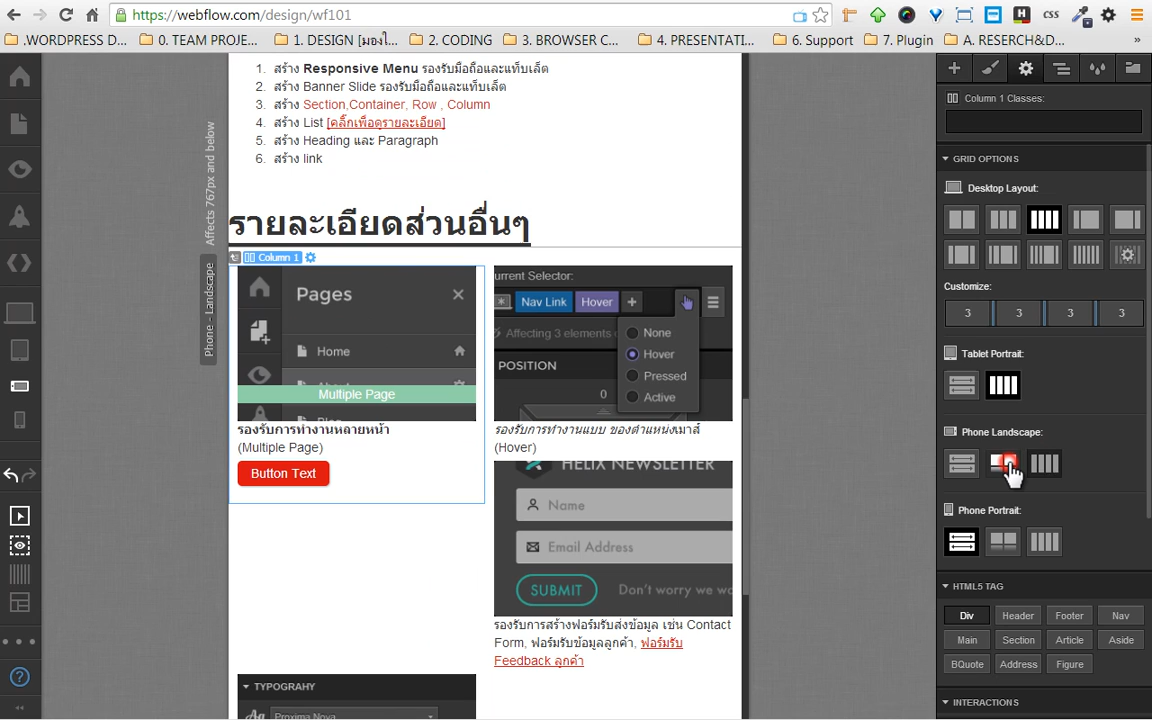 https://webflow.com/design/wf101
,WORDPRESS D...
0. TEAM PROJE...
1. DESIGN [มองใ...
2. CODING
3. BROWSER C...
4. PRESENTATI...
6. Support
7. Plugin
A. RESERCH&D...
»
1. สร้าง Responsive Menu รองรับมือถือและแท็บเล็ต
2. สร้าง Banner Slide รองรับมือถือและแท็บเล็ต
3. สร้าง Section,Container, Row , Column
4. สร้าง List [คลิ๊กเพื่อดูรายละเอียด]
5. สร้าง Heading และ Paragraph
6. สร้าง link
Affects 767px and below
Phone - Landscape
รายละเอียดส่วนอื่นๆ
Column 1
Pages
Home
Multiple Page
รองรับการทำงานหลายหน้า
(Multiple Page)
Button Text
urrent Selector:
Nav Link
Hover
Affecting 3 elements
None
Hover
Pressed
Active
POSITION
0
รองรับการทำงานแบบ ของตำแหน่งเมาส์
(Hover)
HELIX NEWSLETTER
Name
Email Address
SUBMIT
Don't worry we wo
รองรับการสร้างฟอร์มรับส่งข้อมูล เช่น Contact
Form, ฟอร์มรับข้อมูลลูกค้า, ฟอร์มรับ
Feedback ลูกค้า
TYPOGRAHY
Aa
Proxima Nova
Column 1 Classes:
GRID OPTIONS
Desktop Layout:
Customize:
3 3 3 3
Tablet Portrait:
Phone Landscape:
Phone Portrait:
HTML5 TAG
Div Header Footer Nav
Main Section Article Aside
BQuote Address Figure
INTERACTIONS